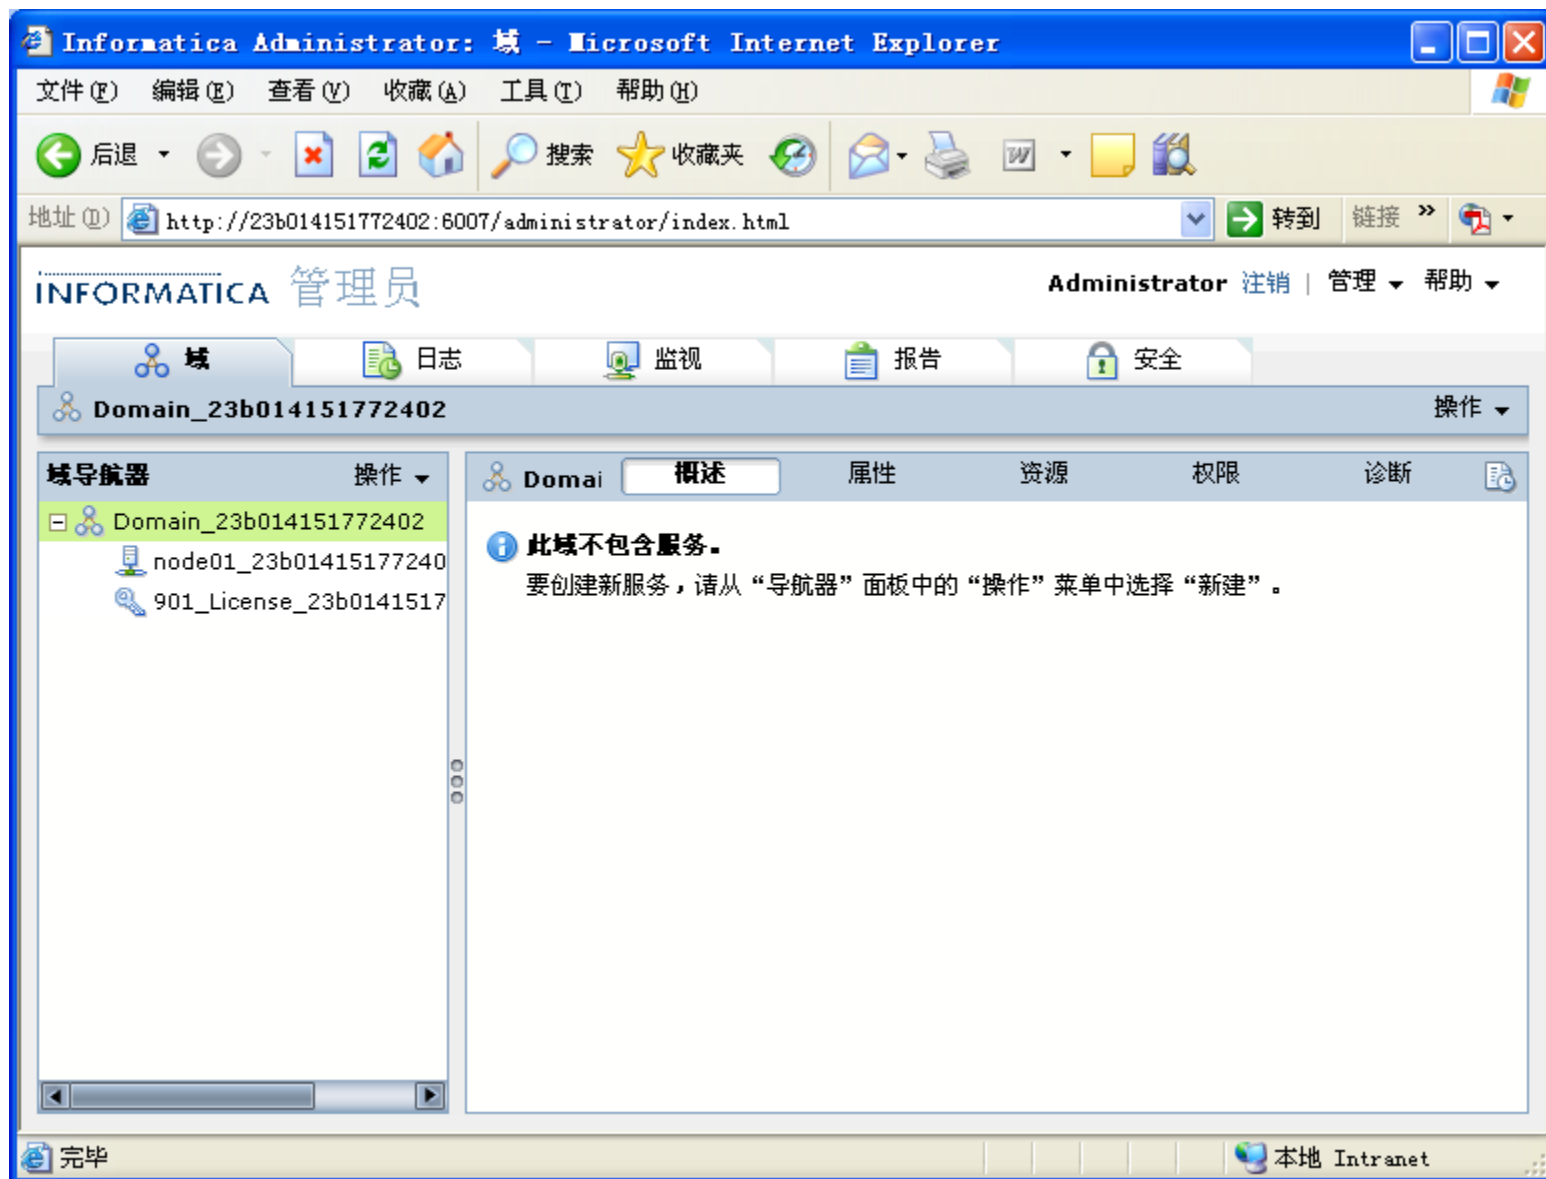 Informatica Administrator: 域 - Microsoft Internet Explorer
文件(F) 编辑(E) 查看(V) 收藏(A) 工具(T) 帮助(H)
后退 搜索 收藏夹 W
地址(D) http://23b014151772402:6007/administrator/index.html 转到 链接 »
INFORMATICA 管理员 Administrator 注销 | 管理 帮助
域 日志 监视 报告 安全
Domain_23b014151772402 操作
域导航器 操作
Domai 概述 属性 资源 权限 诊断
Domain_23b014151772402
node01_23b01415177240
901_License_23b0141517
此域不包含服务。
要创建新服务，请从“导航器”面板中的“操作”菜单中选择“新建”。
完毕 本地 Intranet